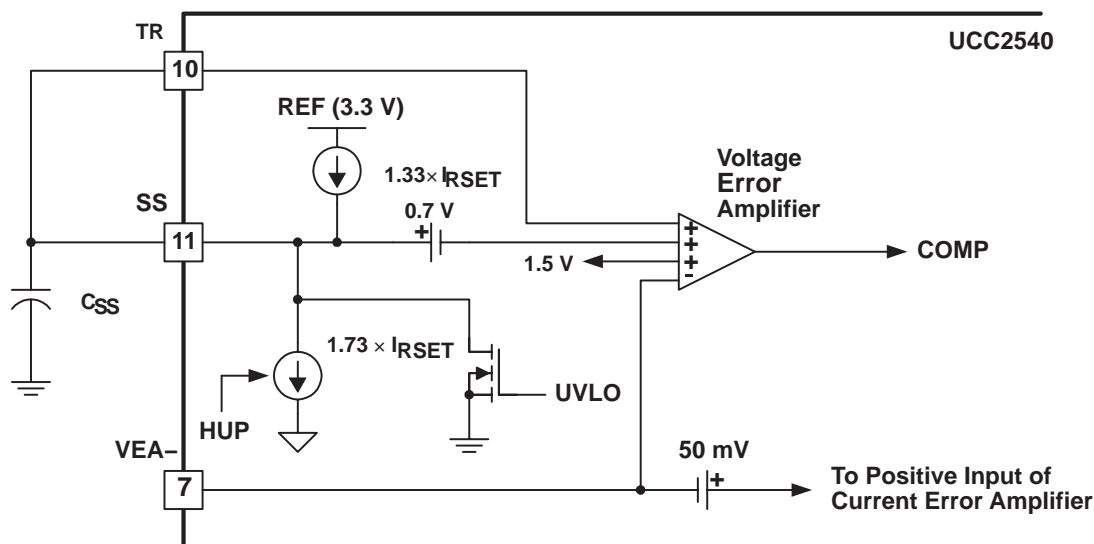 TR
UCC2540
10
REF (3.3 V)
1.33× IRSET
Voltage
Error
Amplifier
SS
0.7 V
+
11
+
+
+
-
COMP
1.5 V
CSS
1.73 × IRSET
UVLO
HUP
VEA–
50 mV
7
+
To Positive Input of
Current Error Amplifier